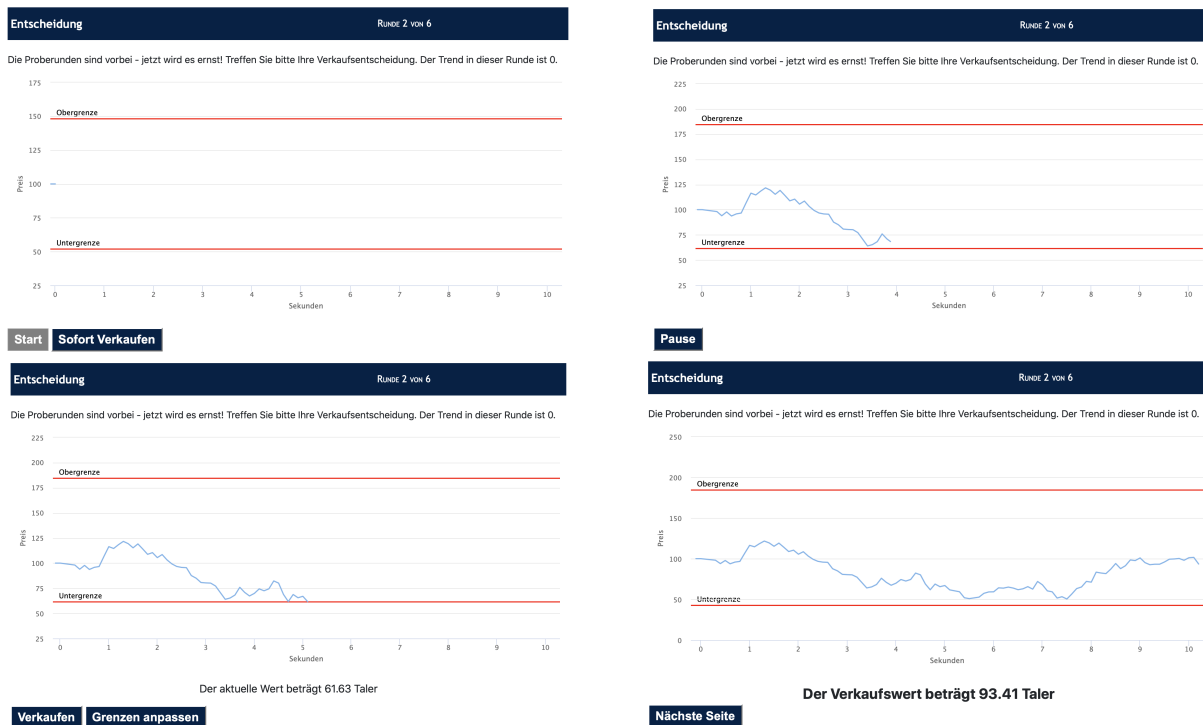 Entscheidung
RUNDE 2 VON 6
Die Proberunden sind vorbei - jetzt wird es ernst! Treffen Sie bitte Ihre Verkaufsentscheidung. Der Trend in dieser Runde ist 0.
175
150
125
100
75
50
25
Preis
Obergrenze
Untergrenze
0 1 2 3 4 5 6 7 8 9 10
Sekunden
Start Sofort Verkaufen
Entscheidung
RUNDE 2 VON 6
Die Proberunden sind vorbei - jetzt wird es ernst! Treffen Sie bitte Ihre Verkaufsentscheidung. Der Trend in dieser Runde ist 0.
225
200
175
150
125
100
75
50
25
Preis
Obergrenze
Untergrenze
0 1 2 3 4 5 6 7 8 9 10
Sekunden
Pause
Entscheidung
RUNDE 2 VON 6
Die Proberunden sind vorbei - jetzt wird es ernst! Treffen Sie bitte Ihre Verkaufsentscheidung. Der Trend in dieser Runde ist 0.
225
200
175
150
125
100
75
50
25
Preis
Obergrenze
Untergrenze
0 1 2 3 4 5 6 7 8 9 10
Sekunden
Der aktuelle Wert beträgt 61.63 Taler
Verkaufen Grenzen anpassen
Entscheidung
RUNDE 2 VON 6
Die Proberunden sind vorbei - jetzt wird es ernst! Treffen Sie bitte Ihre Verkaufsentscheidung. Der Trend in dieser Runde ist 0.
250
200
150
100
50
0
Preis
Obergrenze
Untergrenze
0 1 2 3 4 5 6 7 8 9 10
Sekunden
Der Verkaufswert beträgt 93.41 Taler
Nächste Seite